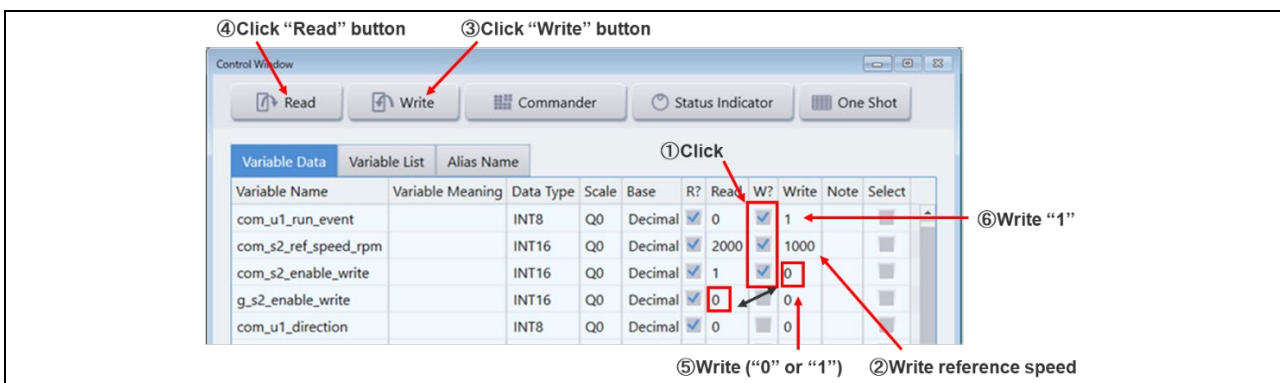 ④Click “Read” button ③Click “Write” button
Control Window
Read Write Commander Status Indicator One Shot
①Click
Variable Data Variable List Alias Name
Variable Name Variable Meaning Data Type Scale Base R? Read W? Write Note Select
com_u1_run_event INT8 Q0 Decimal 0 1
⑥Write “1”
com_s2_ref_speed_rpm INT16 Q0 Decimal 2000 1000
com_s2_enable_write INT16 Q0 Decimal 1 0
g_s2_enable_write INT16 Q0 Decimal 0 0
com_u1_direction INT8 Q0 Decimal 0 0
⑤Write (“0” or “1”) ②Write reference speed